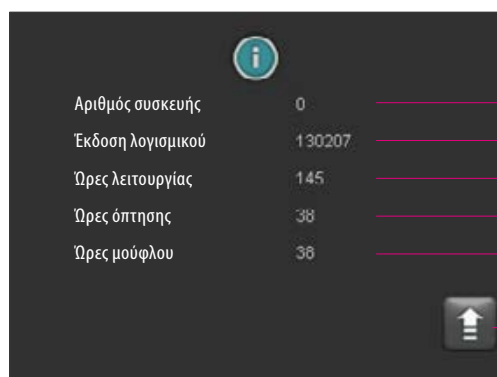 i
Αριθμός συσκευής 0
Έκδοση λογισμικού 130207
Ώρες λειτουργίας 145
Ώρες όπτησης 38
Ώρες μούφλου 38